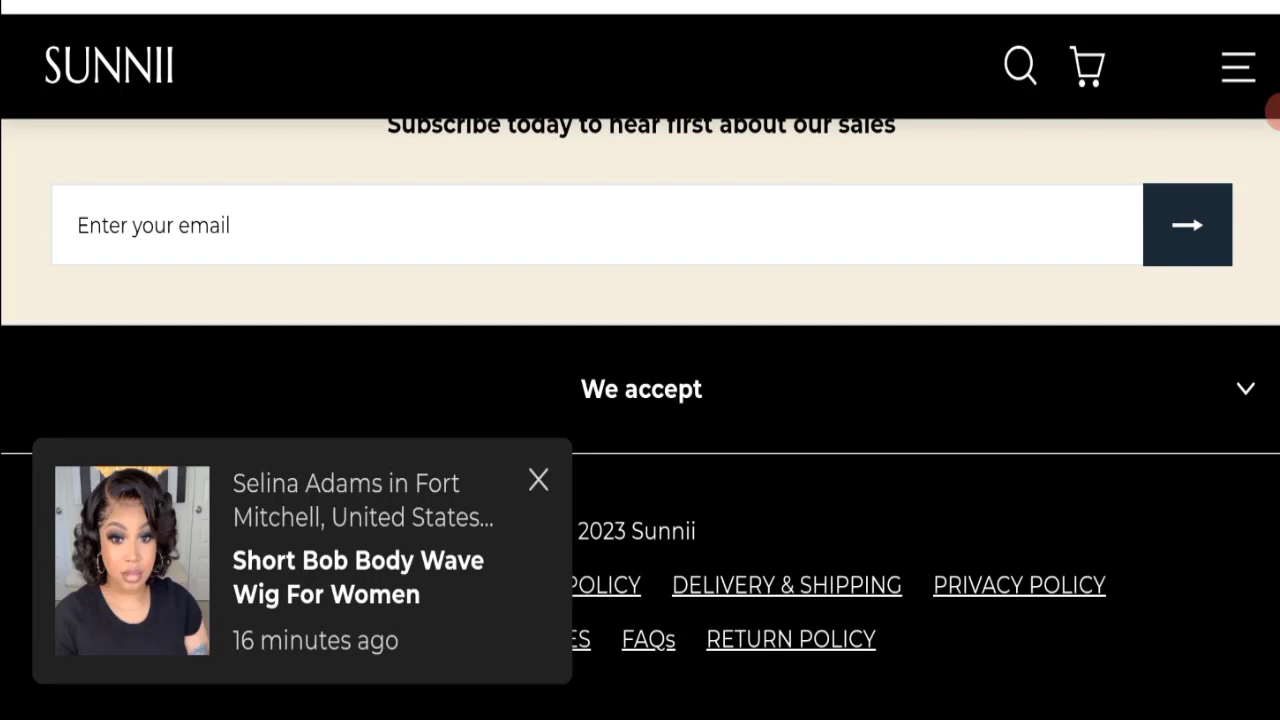 SUNNII
Subscribe today to hear first about our sales
Enter your email
We accept
Selina Adams in Fort
Mitchell, United States...
Short Bob Body Wave
Wig For Women
16 minutes ago
2023 Sunnii
POLICY DELIVERY & SHIPPING PRIVACY POLICY
ES FAQs RETURN POLICY